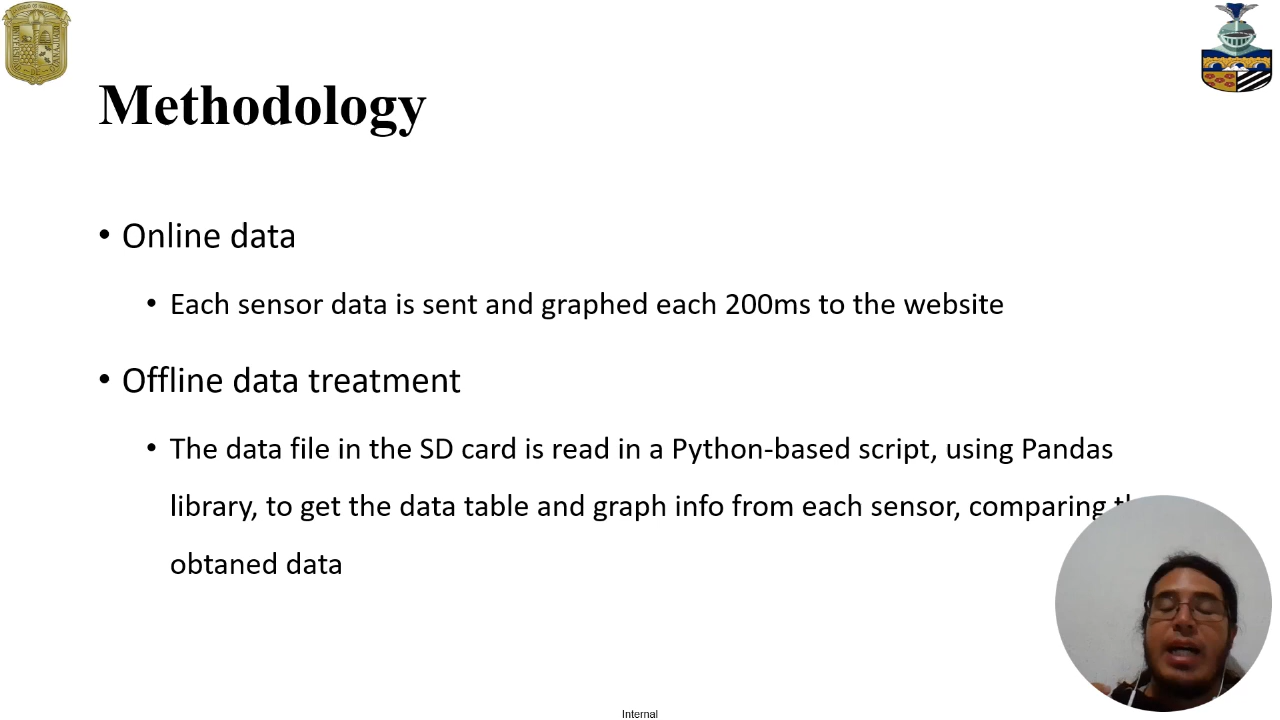 Methodology
• Online data
• Each sensor data is sent and graphed each 200ms to the website
• Offline data treatment
• The data file in the SD card is read in a Python-based script, using Pandas
library, to get the data table and graph info from each sensor, comparing
obtaned data
Internal